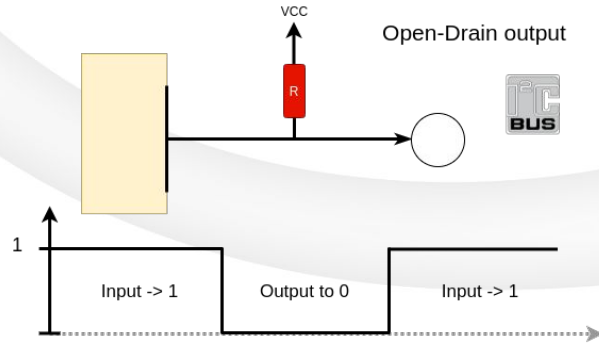 VCC
Open-Drain output
R
I²C
BUS
1
Input -> 1
Output to 0
Input -> 1